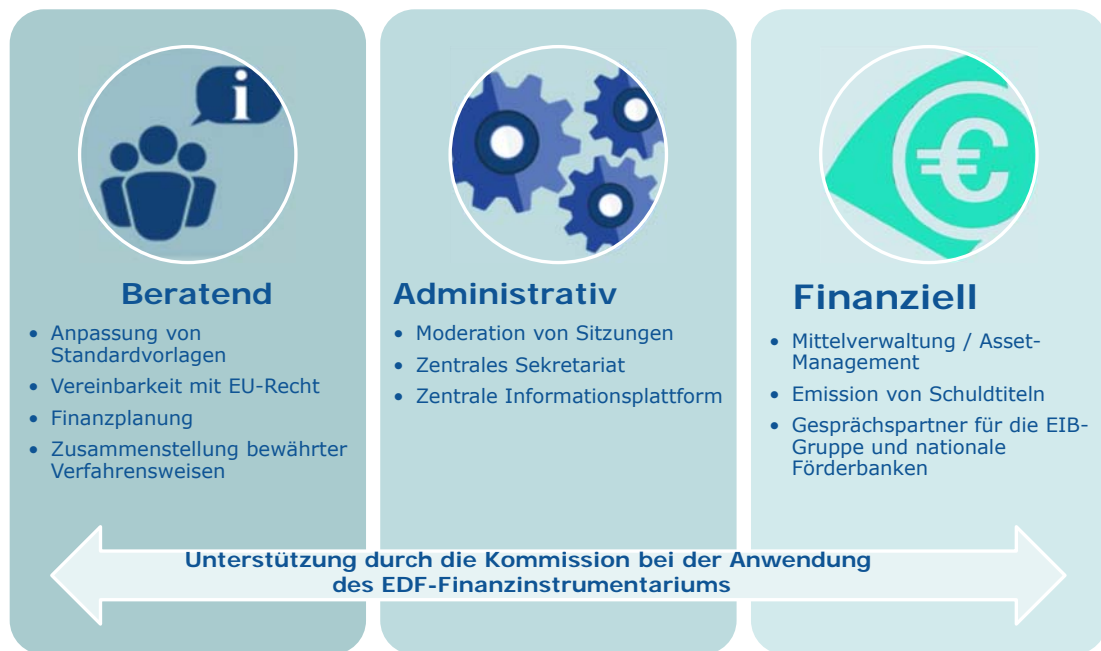 i
Beratend
• Anpassung von
Standardvorlagen
• Vereinbarkeit mit EU-Recht
• Finanzplanung
• Zusammenstellung bewährter
Verfahrensweisen
Administrativ
• Moderation von Sitzungen
• Zentrales Sekretariat
• Zentrale Informationsplattform
€
Finanziell
• Mittelverwaltung / Asset-
Management
• Emission von Schuldtiteln
• Gesprächspartner für die EIB-
Gruppe und nationale
Förderbanken
Unterstützung durch die Kommission bei der Anwendung
des EDF-Finanzinstrumentariums